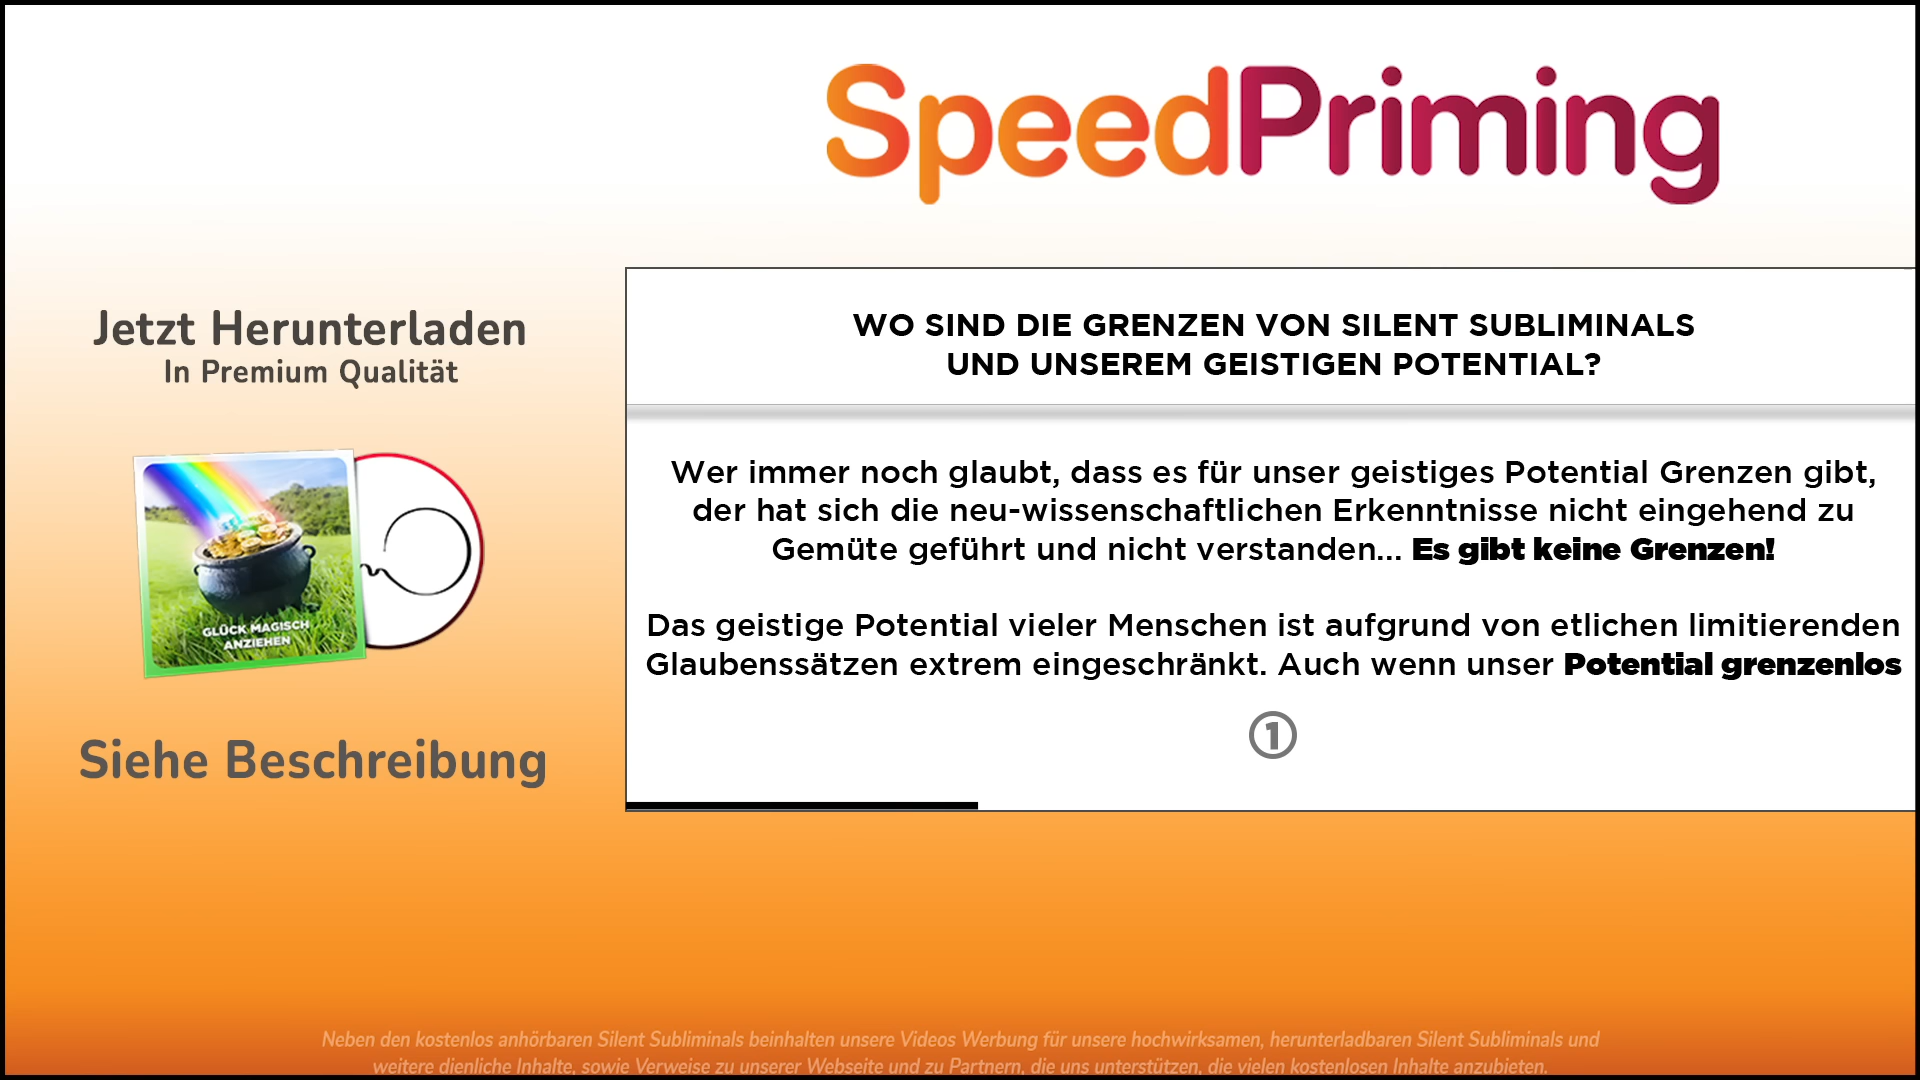 SpeedPriming
Jetzt Herunterladen
In Premium Qualität
GLÜCK MAGISCH
ANZIEHEN
Siehe Beschreibung
WO SIND DIE GRENZEN VON SILENT SUBLIMINALS
UND UNSEREM GEISTIGEN POTENTIAL?
Wer immer noch glaubt, dass es für unser geistiges Potential Grenzen gibt,
der hat sich die neu-wissenschaftlichen Erkenntnisse nicht eingehend zu
Gemüte geführt und nicht verstanden... Es gibt keine Grenzen!
Das geistige Potential vieler Menschen ist aufgrund von etlichen limitierenden
Glaubenssätzen extrem eingeschränkt. Auch wenn unser Potential grenzenlos
①
Neben den kostenlos anhörbaren Silent Subliminals beinhalten unsere Videos Werbung für unsere hochwirksamen, herunterladbaren Silent Subliminals und
weitere dienliche Inhalte, sowie Verweise zu unserer Webseite und zu Partnern, die uns unterstützen, die vielen kostenlosen Inhalte anzubieten.